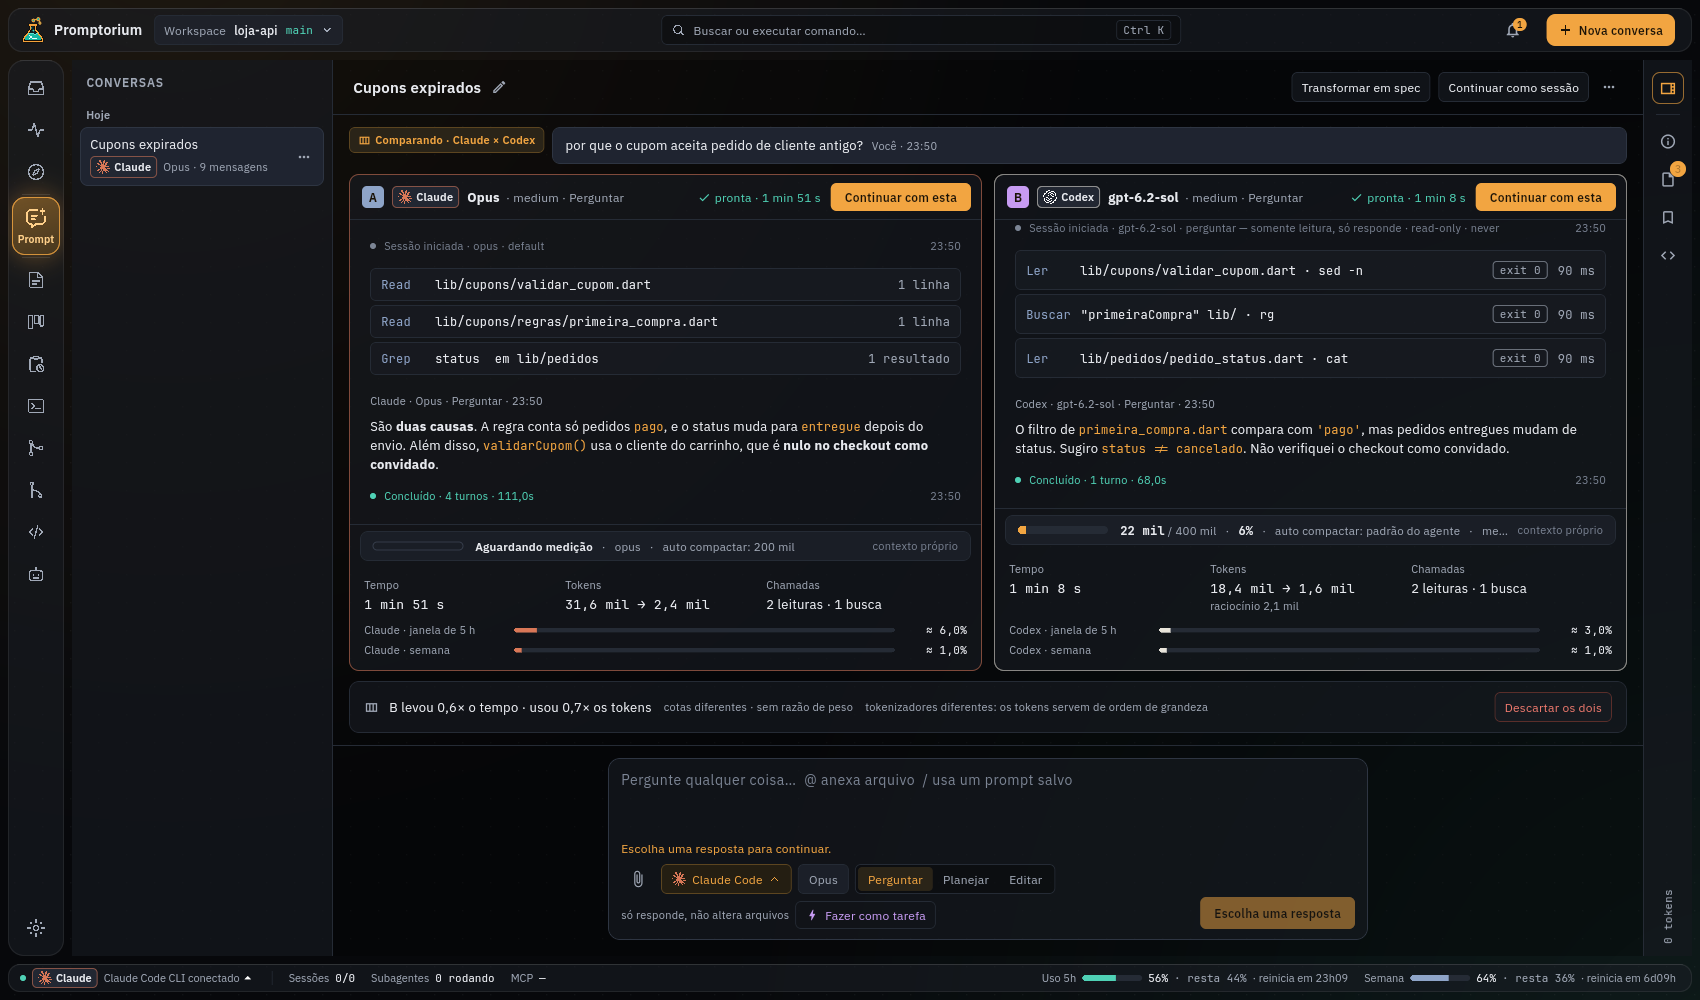 Promptorium
Workspace loja-api main
Buscar ou executar comando...
Ctrl K
1
+ Nova conversa
Prompt
CONVERSAS
Hoje
Cupons expirados
Claude Opus · 9 mensagens
Cupons expirados
Transformar em spec
Continuar como sessão
Comparando · Claude × Codex
por que o cupom aceita pedido de cliente antigo? Você · 23:50
A Claude Opus · medium · Perguntar
pronta · 1 min 51 s
Continuar com esta
Sessão iniciada · opus · default 23:50
Read lib/cupons/validar_cupom.dart 1 linha
Read lib/cupons/regras/primeira_compra.dart 1 linha
Grep status em lib/pedidos 1 resultado
Claude · Opus · Perguntar · 23:50
São duas causas. A regra conta só pedidos pago, e o status muda para entregue depois do
envio. Além disso, validarCupom() usa o cliente do carrinho, que é nulo no checkout como
convidado.
Concluído · 4 turnos · 111,0s 23:50
Aguardando medição · opus · auto compactar: 200 mil contexto próprio
Tempo Tokens Chamadas
1 min 51 s 31,6 mil → 2,4 mil 2 leituras · 1 busca
Claude · janela de 5 h ≈ 6,0%
Claude · semana ≈ 1,0%
B Codex gpt-6.2-sol · medium · Perguntar
pronta · 1 min 8 s
Continuar com esta
Sessão iniciada · gpt-6.2-sol · perguntar — somente leitura, só responde · read-only · never 23:50
Ler lib/cupons/validar_cupom.dart · sed -n exit 0 90 ms
Buscar "primeiraCompra" lib/ · rg exit 0 90 ms
Ler lib/pedidos/pedido_status.dart · cat exit 0 90 ms
Codex · gpt-6.2-sol · Perguntar · 23:50
O filtro de primeira_compra.dart compara com 'pago', mas pedidos entregues mudam de
status. Sugiro status ≠ cancelado. Não verifiquei o checkout como convidado.
Concluído · 1 turno · 68,0s 23:50
22 mil / 400 mil · 6% · auto compactar: padrão do agente · me... contexto próprio
Tempo Tokens Chamadas
1 min 8 s 18,4 mil → 1,6 mil 2 leituras · 1 busca
raciocínio 2,1 mil
Codex · janela de 5 h ≈ 3,0%
Codex · semana ≈ 1,0%
B levou 0,6× o tempo · usou 0,7× os tokens cotas diferentes · sem razão de peso tokenizadores diferentes: os tokens servem de ordem de grandeza
Descartar os dois
Pergunte qualquer coisa... @ anexa arquivo / usa um prompt salvo
Escolha uma resposta para continuar.
Claude Code Opus Perguntar Planejar Editar
só responde, não altera arquivos Fazer como tarefa
Escolha uma resposta
3
0 tokens
Claude Claude Code CLI conectado Sessões 0/0 Subagentes 0 rodando MCP —
Uso 5h 56% · resta 44% · reinicia em 23h09 Semana 64% · resta 36% · reinicia em 6d09h